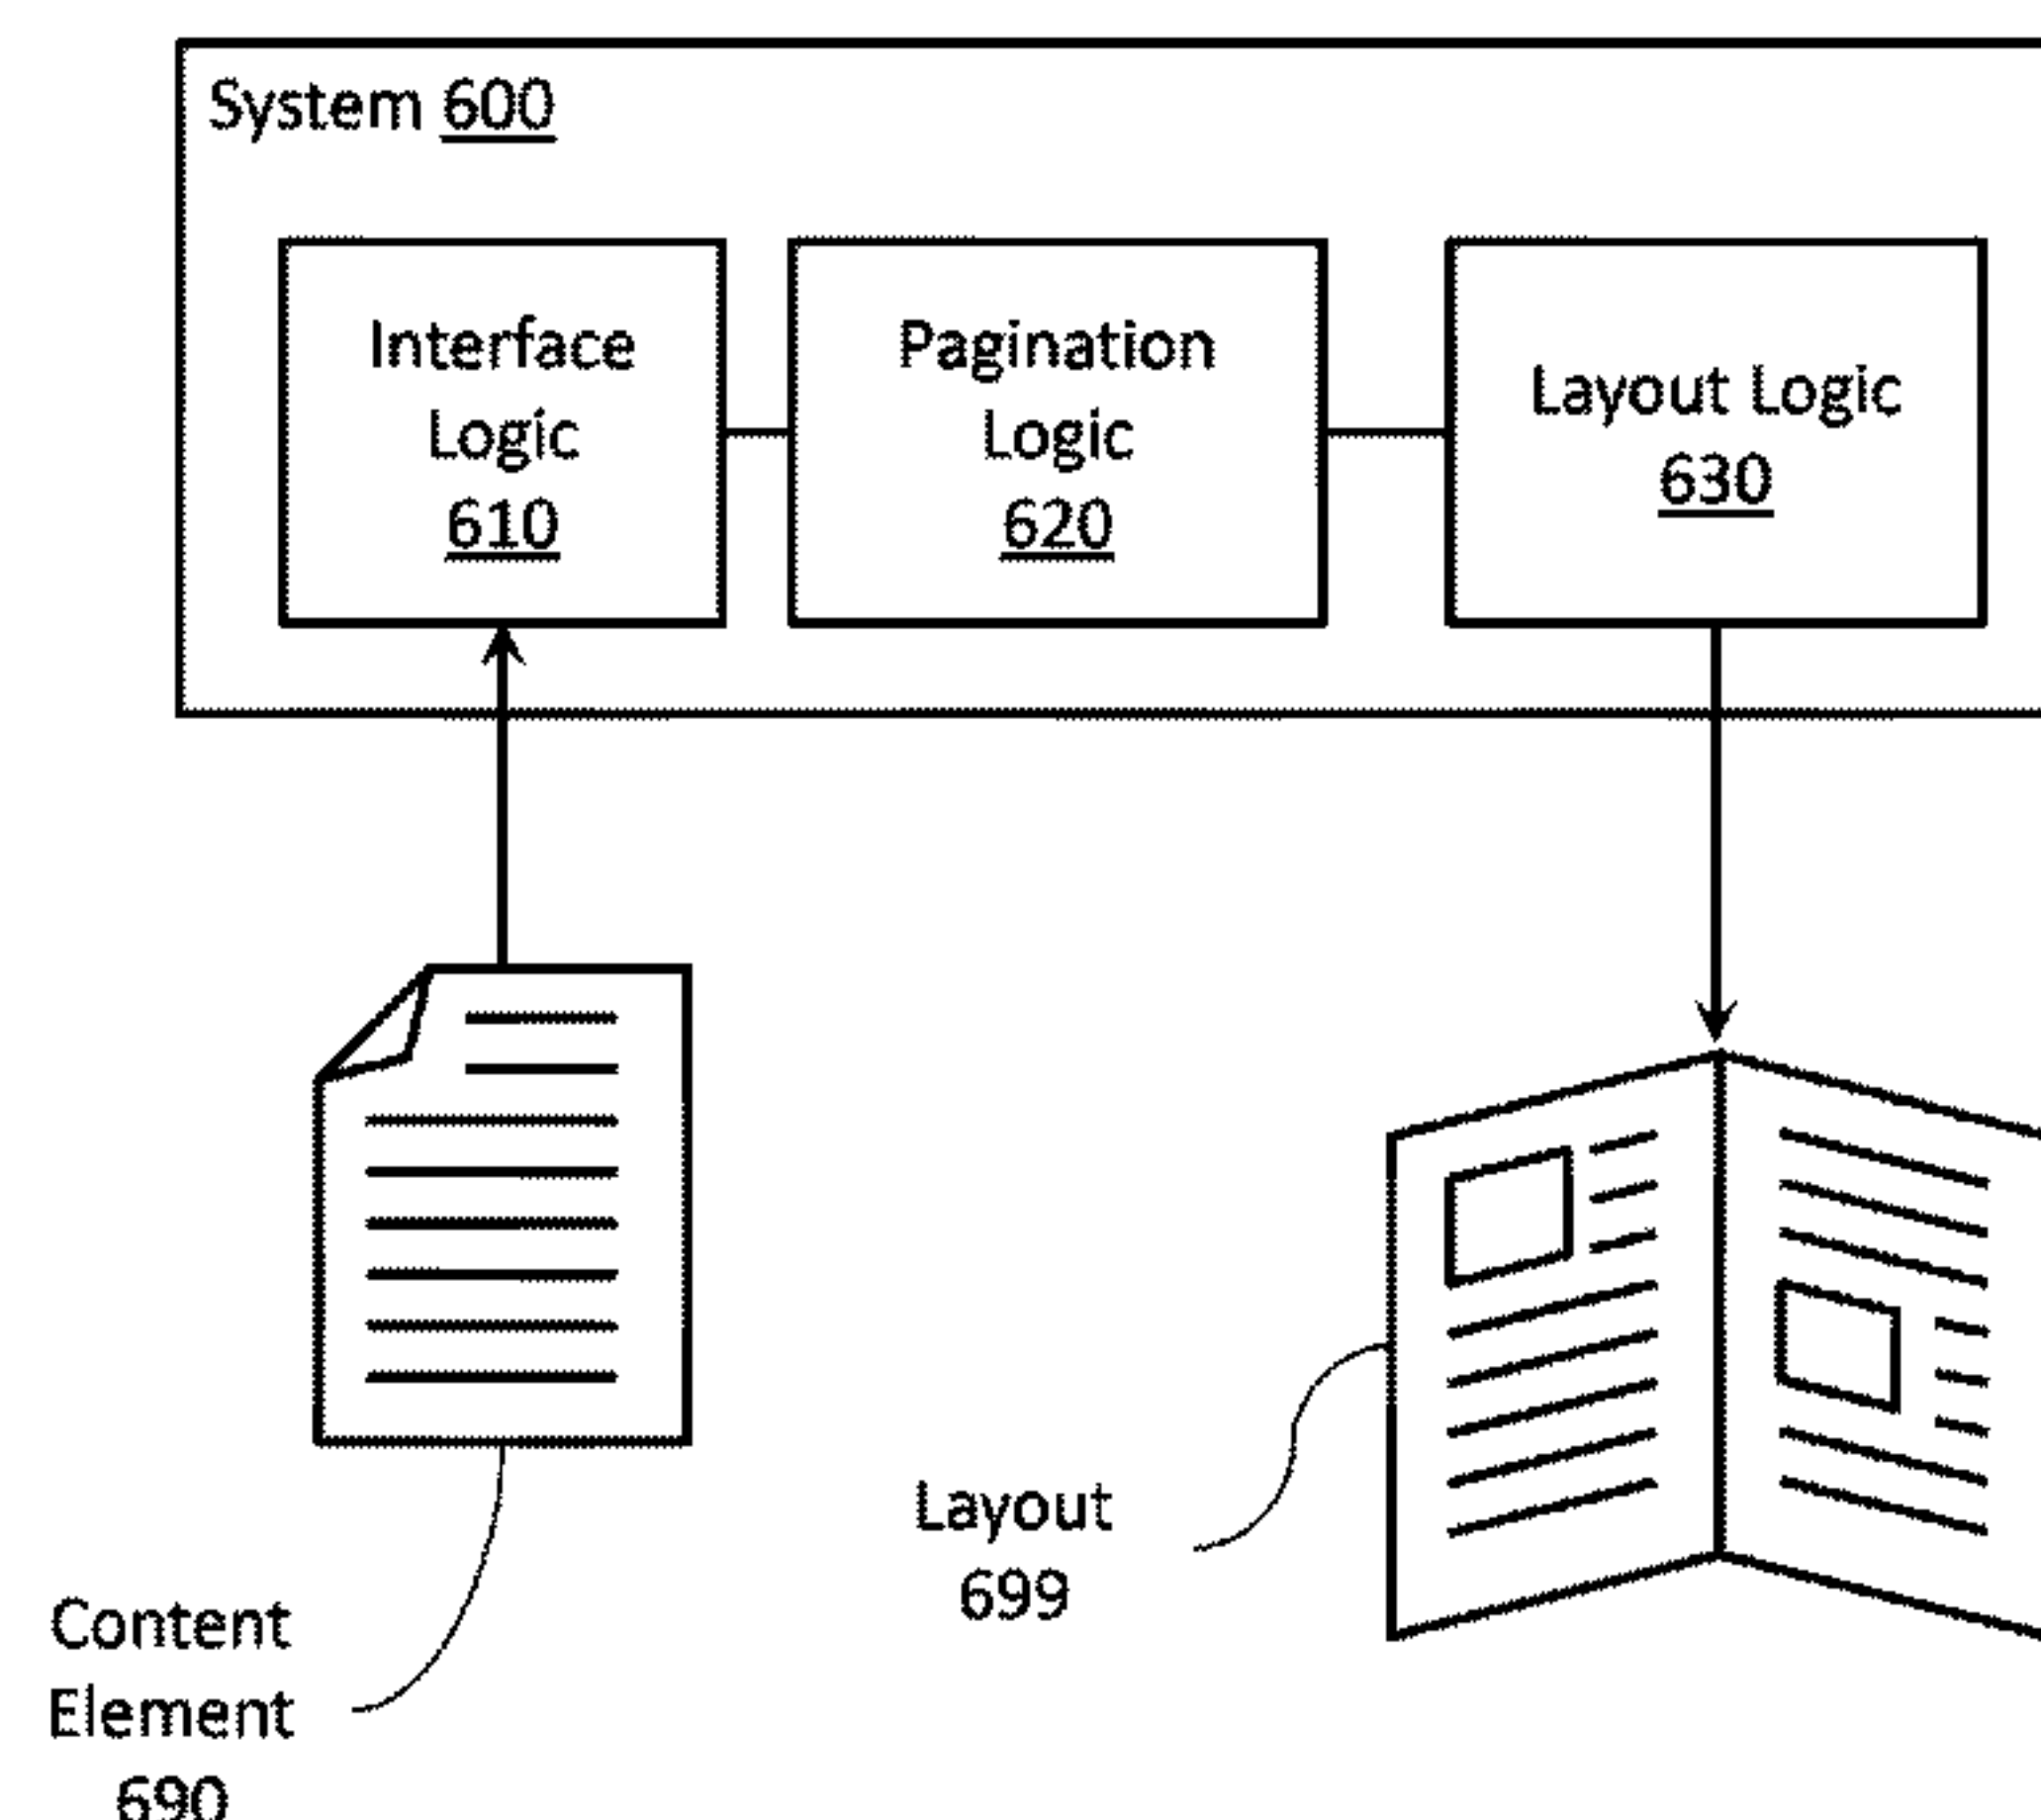 System 600
Interface
Logic
610
Pagination
Logic
620
Layout Logic
630
Layout
699
Content
Element
690